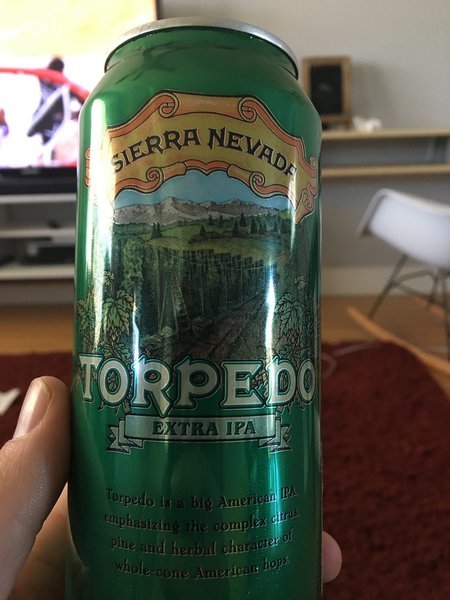 SIERRA NEVADA
TORPEDO
EXTRA IPA
Torpedo is a big American IPA
emphasizing the complex citrus
pine and herbal character of
whole-cone American hops